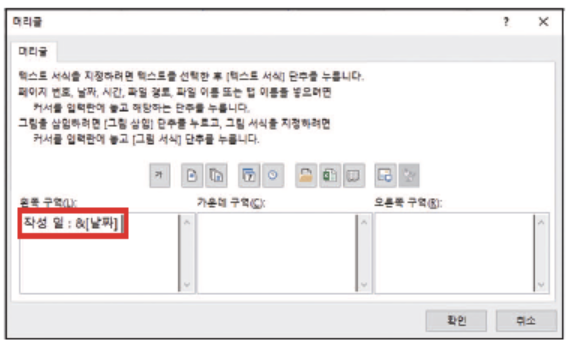 머리글
? ×
머리글
텍스트 서식을 지정하려면 텍스트를 선택한 후 [텍스트 서식] 단추를 누릅니다.
페이지 번호, 날짜, 시간, 파일 경로, 파일 이름 또는 탭 이름을 넣으려면
커서를 입력란에 놓고 해당하는 단추를 누릅니다.
그림을 삽입하려면 [그림 삽입] 단추를 누르고, 그림 서식을 지정하려면
커서를 입력란에 놓고 [그림 서식] 단추를 누릅니다.
가
왼쪽 구역(L): 가운데 구역(C): 오른쪽 구역(R):
작성 일 : &[날짜]
확인 취소